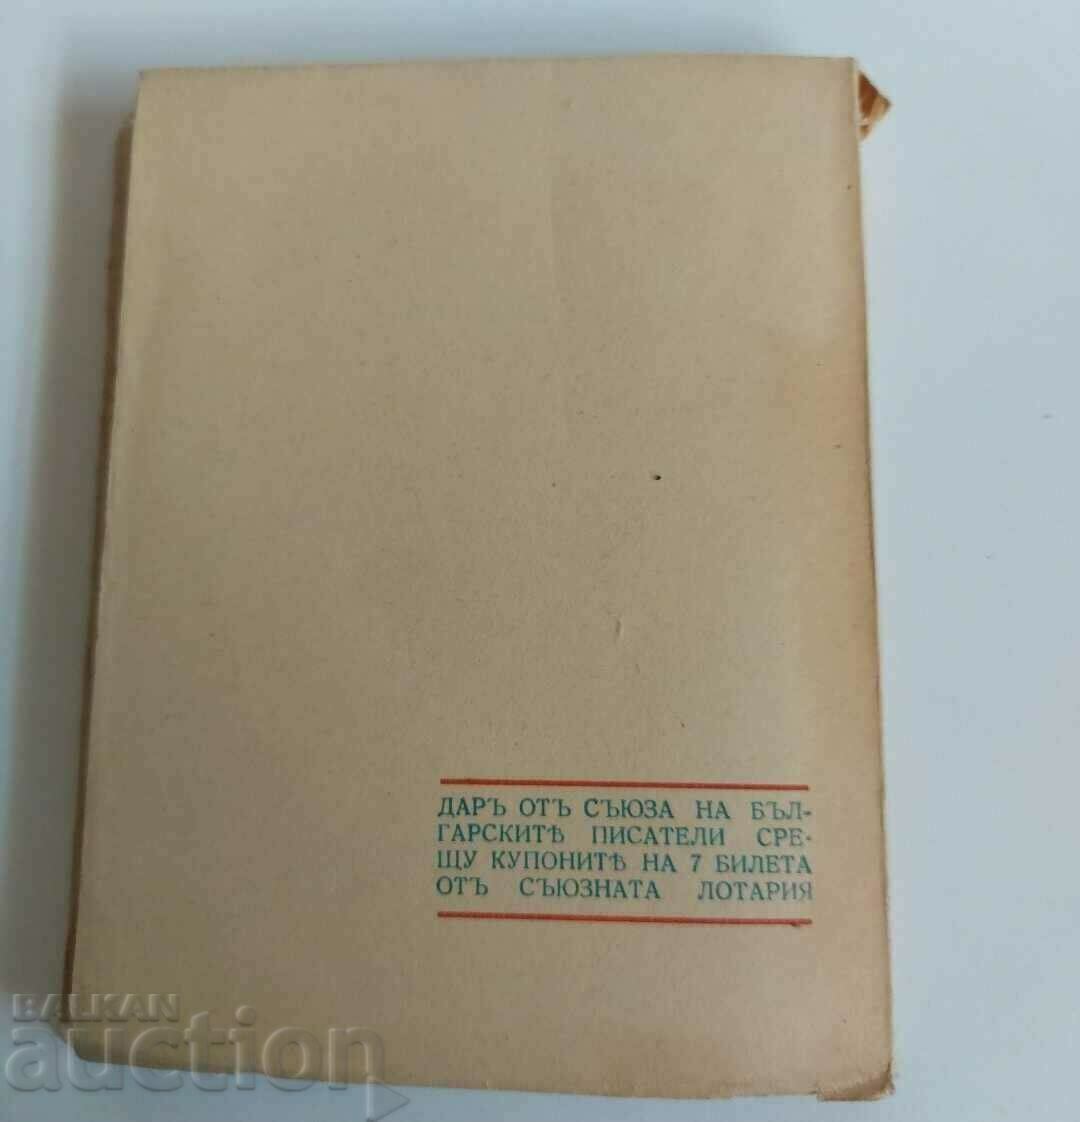 ДАРЪ ОТЪ СЪЮЗА НА БЪЛ-
ГАРСКИТѢ ПИСАТЕЛИ СРЕ-
ЩУ КУПОНИТѢ НА 7 БИЛЕТА
ОТЪ СЪЮЗНАТА ЛОТАРИЯ
BALKAN
auction